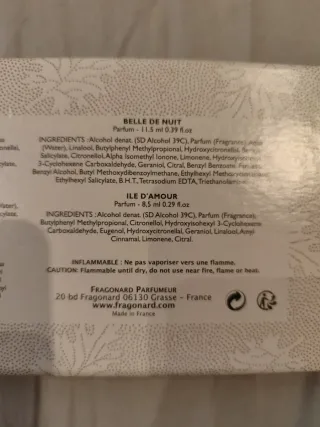 BELLE DE NUIT
Parfum - 11.5 ml 0.39 fl.oz
INGREDIENTS : Alcohol denat. (SD Alcohol 39C), Parfum (Fragrance),
(Water), Linalool, Butylphenyl Methylpropional, Hydroxycitronellal,
Salicylate, Citronellol, Alpha Isomethyl Ionone, Limonene,
3-Cyclohexene Carboxaldehyde, Geraniol, Citral, Benzyl Benzoate,
Benzyl Alcohol, Butyl Methoxydibenzoylmethane, Ethylhexyl
Ethylhexyl Salicylate, B.H.T., Tetrasodium EDTA,
ILE D'AMOUR
Parfum - 8,5 ml 0.29 fl.oz
INGREDIENTS : Alcohol denat. (SD Alcohol 39C), Parfum (Fragrance),
Butylphenyl Methylpropional, Citronellol, Hydroxyisohexyl 3-Cyclohexene
Carboxaldehyde, Eugenol, Hydroxycitronellal, Geraniol, Linalool, Amyl
Cinnamal, Limonene, Citral.
INFLAMMABLE : Ne pas vaporiser vers une flamme.
CAUTION: Flammable until dry, do not use near fire, flame or heat.
FRAGONARD PARFUMEUR
20 bd Fragonard 06130 Grasse - France
www.fragonard.com
Made in France